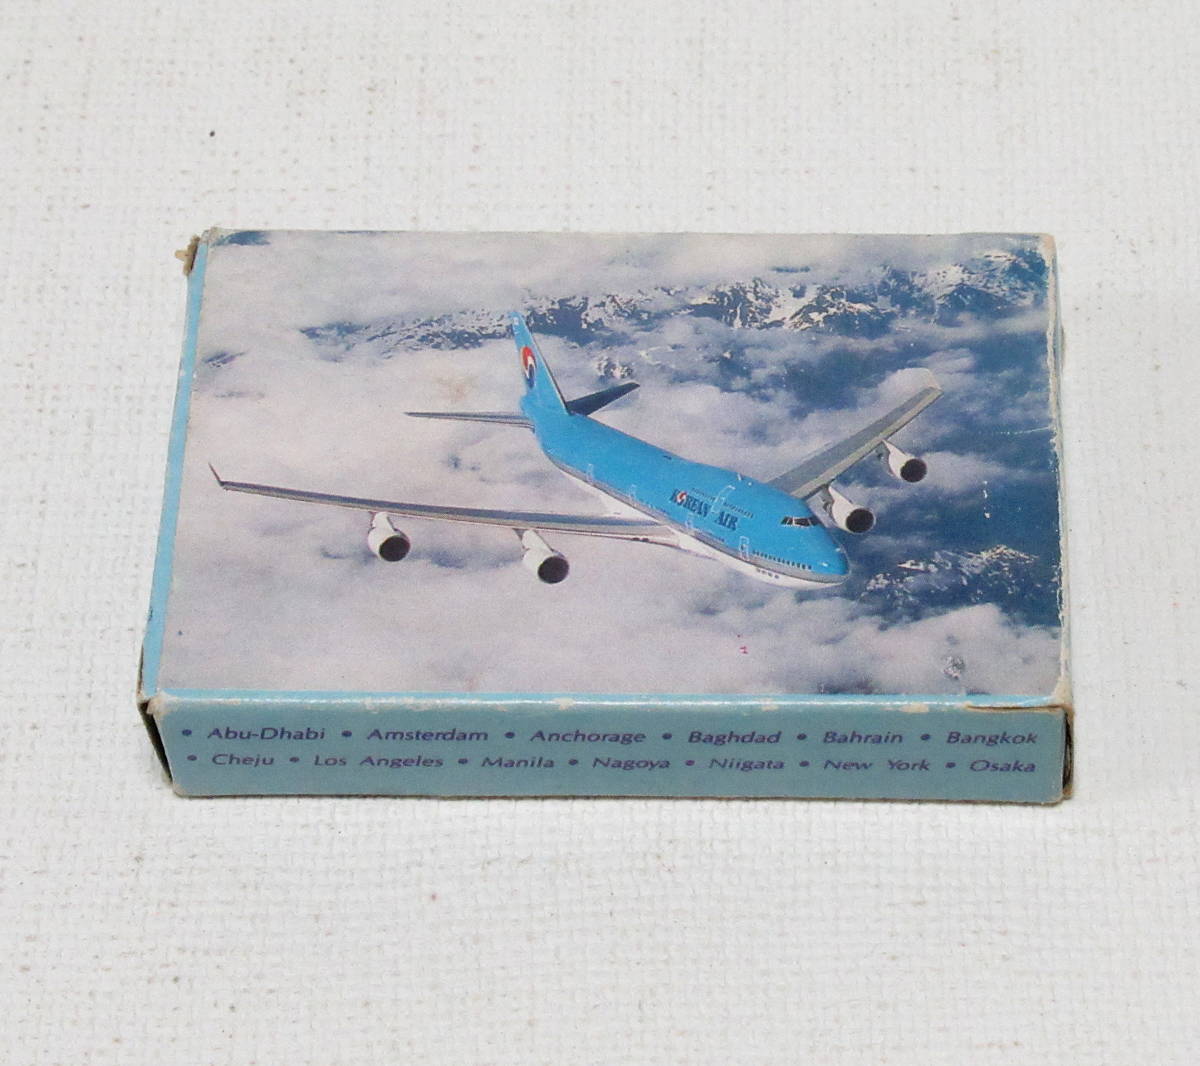 KOREAN AIR
• Abu-Dhabi • Amsterdam • Anchorage • Baghdad • Bahrain • Bangkok
• Cheju • Los Angeles • Manila • Nagoya • Niigata • New York • Osaka